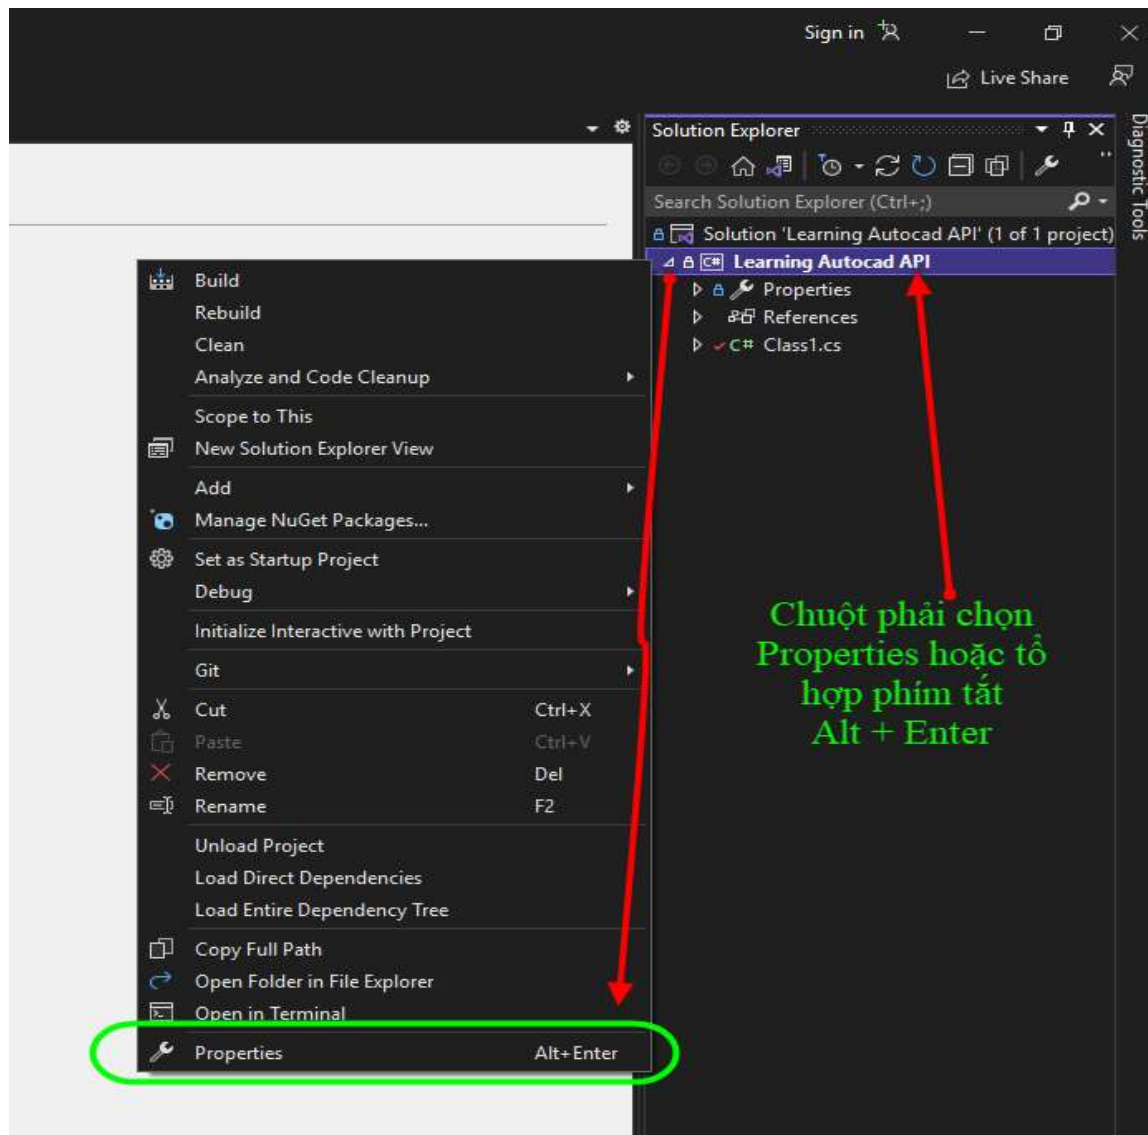 Sign in
Live Share
Solution Explorer
Search Solution Explorer (Ctrl+;)
Solution 'Learning Autocad API' (1 of 1 project)
C# Learning Autocad API
Properties
References
C# Class1.cs
Diagnostic Tools
Build
Rebuild
Clean
Analyze and Code Cleanup
Scope to This
New Solution Explorer View
Add
Manage NuGet Packages...
Set as Startup Project
Debug
Initialize Interactive with Project
Git
Cut Ctrl+X
Paste Ctrl+V
Remove Del
Rename F2
Unload Project
Load Direct Dependencies
Load Entire Dependency Tree
Copy Full Path
Open Folder in File Explorer
Open in Terminal
Properties Alt+Enter
Chuột phải chọn
Properties hoặc tổ
hợp phím tắt
Alt + Enter